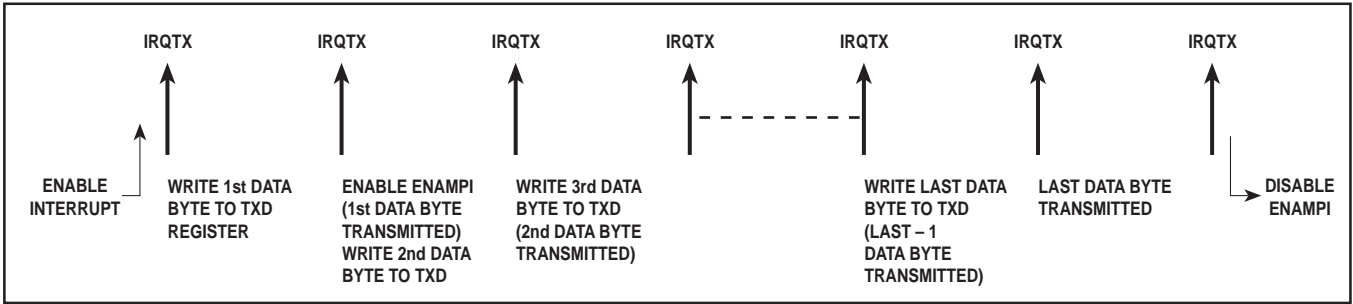 IRQTX IRQTX IRQTX IRQTX IRQTX IRQTX IRQTX
ENABLE
INTERRUPT
WRITE 1st DATA
BYTE TO TXD
REGISTER
ENABLE ENAMPI
(1st DATA BYTE
TRANSMITTED)
WRITE 2nd DATA
BYTE TO TXD
WRITE 3rd DATA
BYTE TO TXD
(2nd DATA BYTE
TRANSMITTED)
WRITE LAST DATA
BYTE TO TXD
(LAST – 1
DATA BYTE
TRANSMITTED)
LAST DATA BYTE
TRANSMITTED
DISABLE
ENAMPI